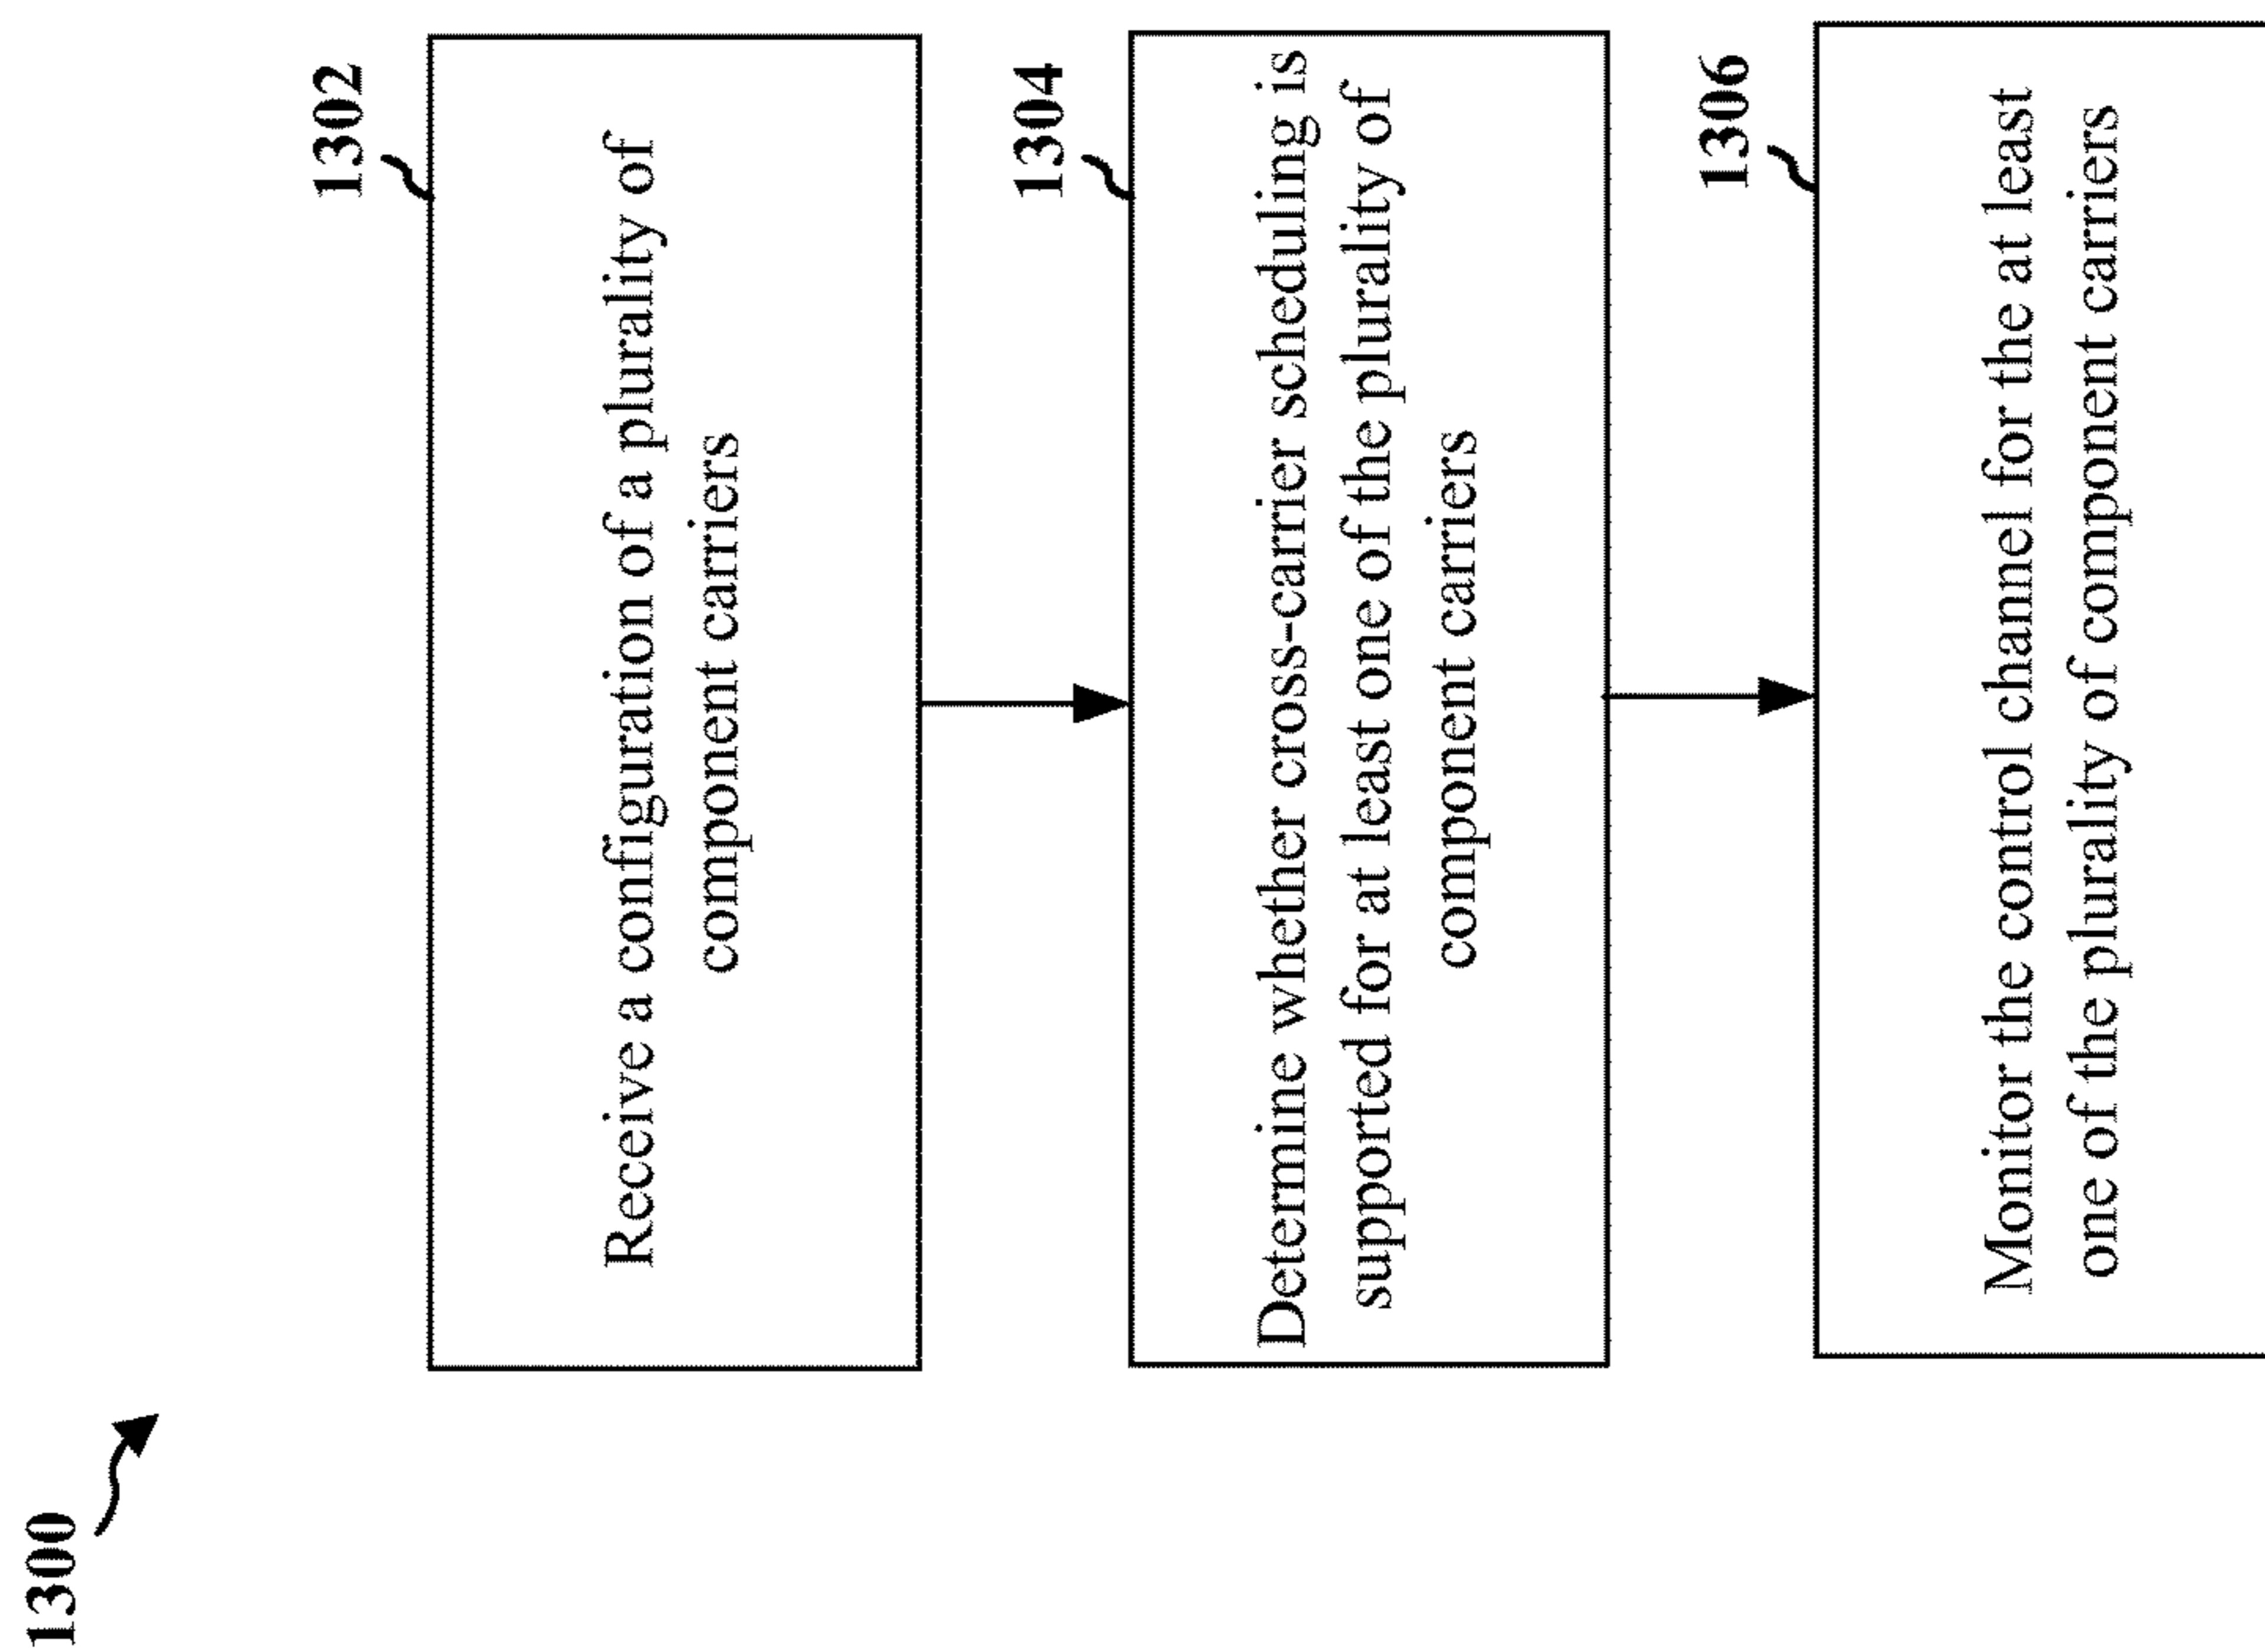 1300
1302
Receive a configuration of a plurality of
component carriers
1304
Determine whether cross-carrier scheduling is
supported for at least one of the plurality of
component carriers
1306
Monitor the control channel for the at least
one of the plurality of component carriers